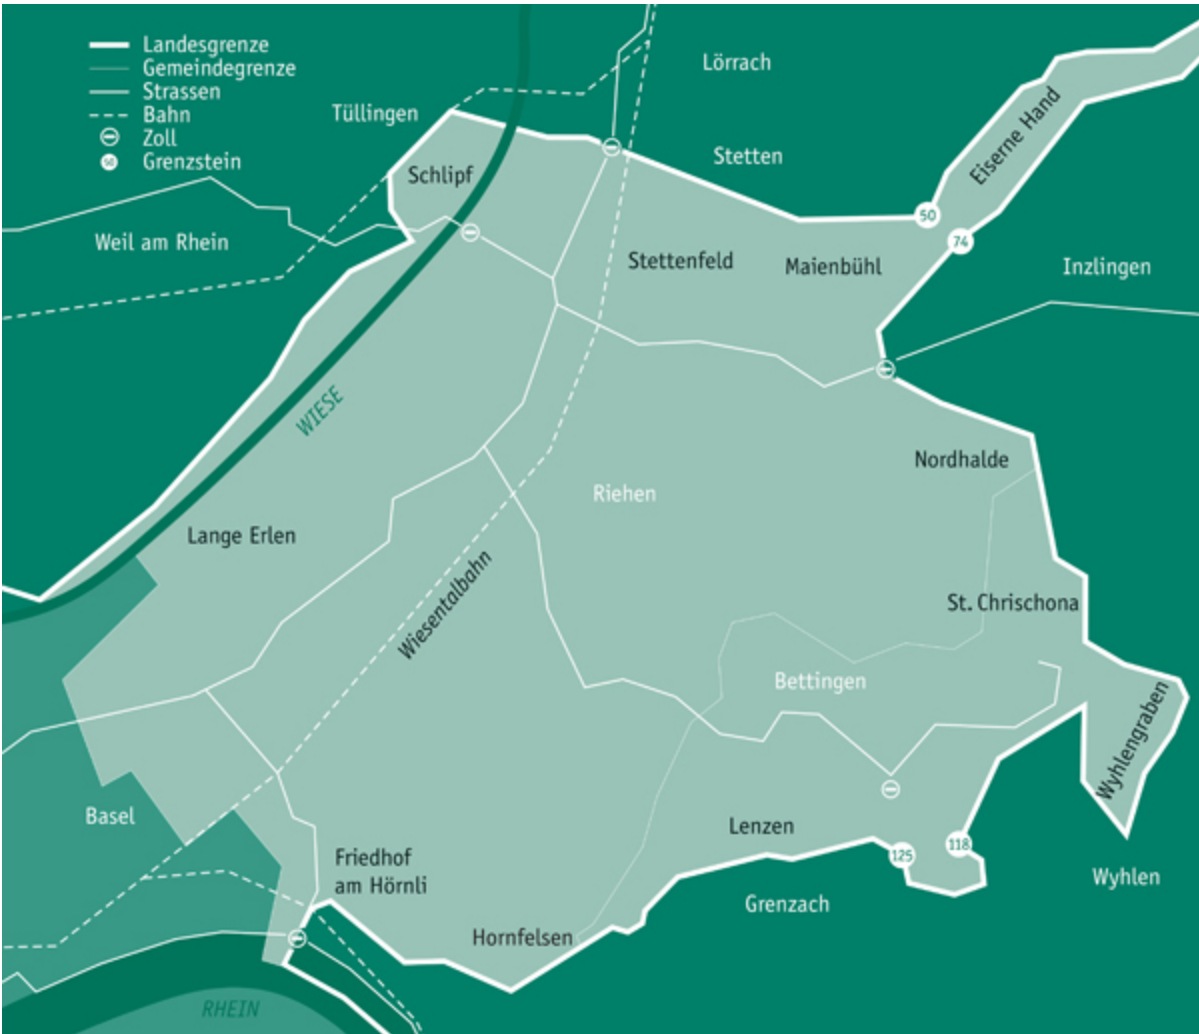 Landesgrenze
Gemeindegrenze
Strassen
Bahn
Zoll
50 Grenzstein
Lörrach
Tüllingen
Eiserne Hand
Stetten
Schlipf
50
74
Weil am Rhein
Stettenfeld
Maienbühl
Inzlingen
WIESE
Nordhalde
Riehen
Lange Erlen
Wiesentalbahn
St. Chrischona
Bettingen
Wyhlengraben
Basel
Lenzen
118
125
Friedhof
am Hörnli
Wyhlen
Grenzach
Hornfelsen
RHEIN